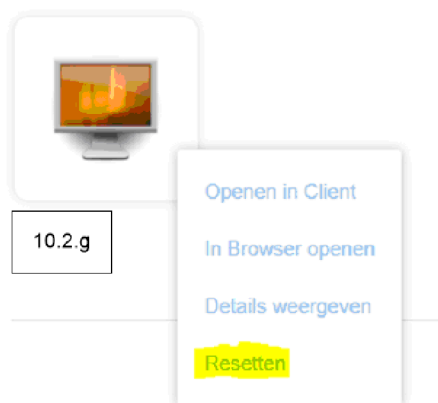 Openen in Client
10.2.g
In Browser openen
Details weergeven
Resetten